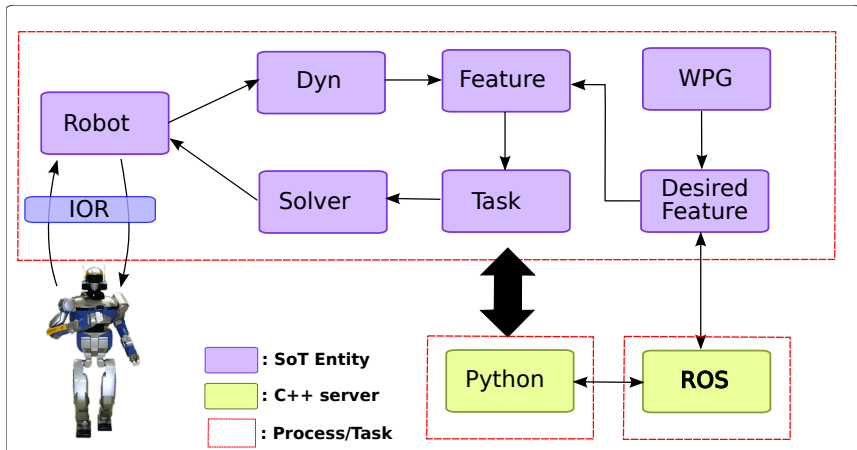 Dyn
Feature
WPG
Robot
IOR
Solver
Task
Desired
Feature
Python
ROS
: SoT Entity
: C++ server
: Process/Task